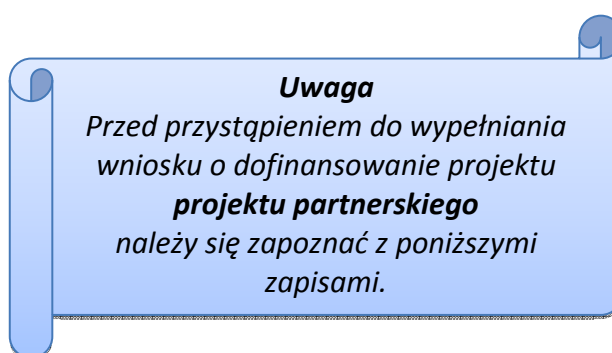 Uwaga
Przed przystąpieniem do wypełniania
wniosku o dofinansowanie projektu
projektu partnerskiego
należy się zapoznać z poniższymi
zapisami.